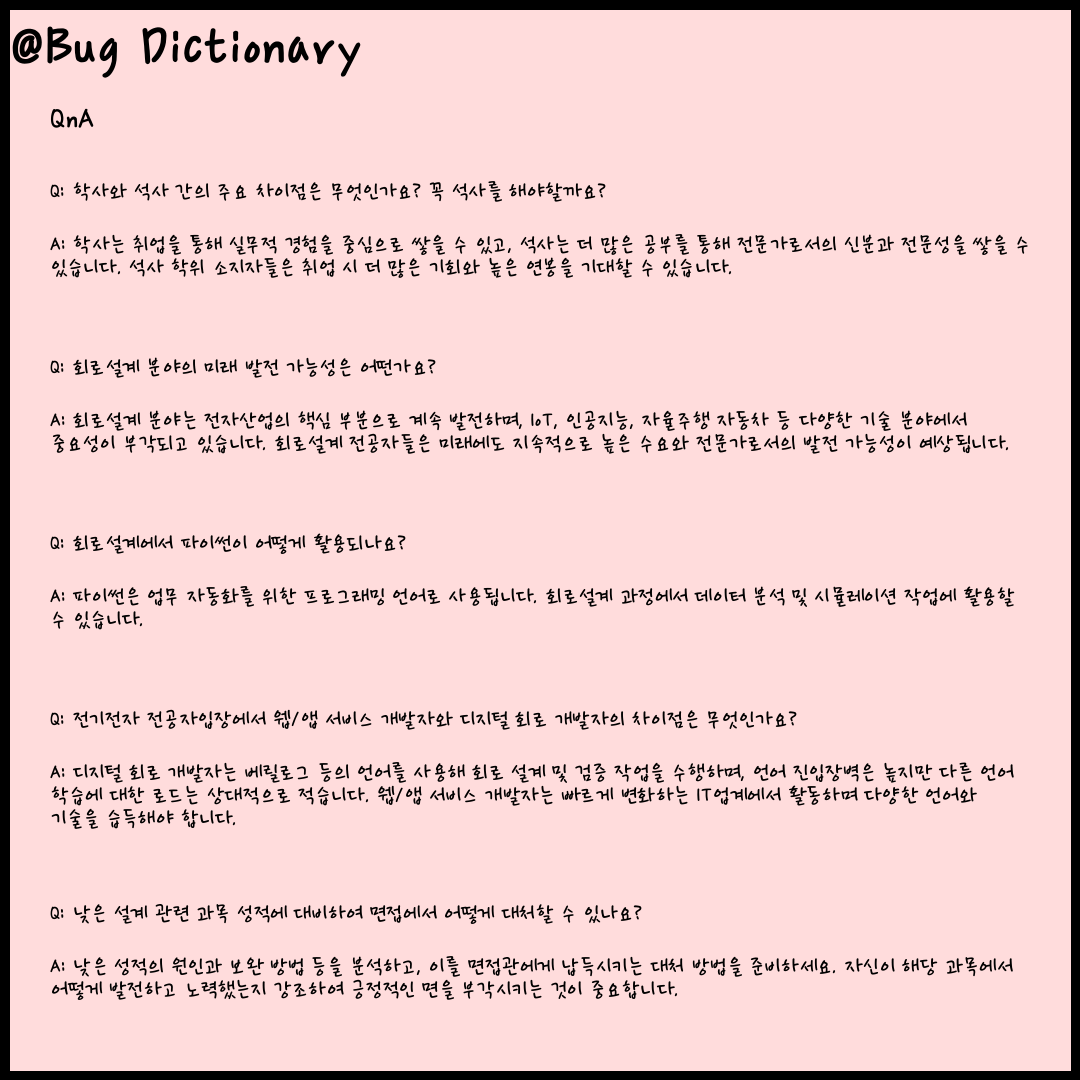 @Bug Dictionary
QnA
Q: 학사와 석사 간의 주요 차이점은 무엇인가요? 꼭 석사를 해야할까요?
A: 학사는 취업을 통해 실무적 경험을 중심으로 쌓을 수 있고, 석사는 더 많은 공부를 통해 전문가로서의 신분과 전문성을 쌓을 수
있습니다. 석사 학위 소지자들은 취업 시 더 많은 기회와 높은 연봉을 기대할 수 있습니다.
Q: 회로설계 분야의 미래 발전 가능성은 어떤가요?
A: 회로설계 분야는 전자산업의 핵심 부분으로 계속 발전하며, IoT, 인공지능, 자율주행 자동차 등 다양한 기술 분야에서
중요성이 부각되고 있습니다. 회로설계 전공자들은 미래에도 지속적으로 높은 수요와 전문가로서의 발전 가능성이 예상됩니다.
Q: 회로설계에서 파이썬이 어떻게 활용되나요?
A: 파이썬은 업무 자동화를 위한 프로그래밍 언어로 사용됩니다. 회로설계 과정에서 데이터 분석 및 시뮬레이션 작업에 활용할
수 있습니다.
Q: 전기전자 전공자입장에서 웹/앱 서비스 개발자와 디지털 회로 개발자의 차이점은 무엇인가요?
A: 디지털 회로 개발자는 베릴로그 등의 언어를 사용해 회로 설계 및 검증 작업을 수행하며, 언어 진입장벽은 높지만 다른 언어
학습에 대한 로드는 상대적으로 적습니다. 웹/앱 서비스 개발자는 빠르게 변화하는 IT업계에서 활동하며 다양한 언어와
기술을 습득해야 합니다.
Q: 낮은 설계 관련 과목 성적에 대비하여 면접에서 어떻게 대처할 수 있나요?
A: 낮은 성적의 원인과 보완 방법 등을 분석하고, 이를 면접관에게 납득시키는 대처 방법을 준비하세요. 자신이 해당 과목에서
어떻게 발전하고 노력했는지 강조하여 긍정적인 면을 부각시키는 것이 중요합니다.